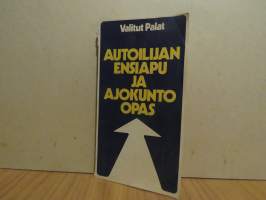 Valitut Palat
AUTOILIJAN
ENSIAPU
JA
AJOKUNTO
OPAS